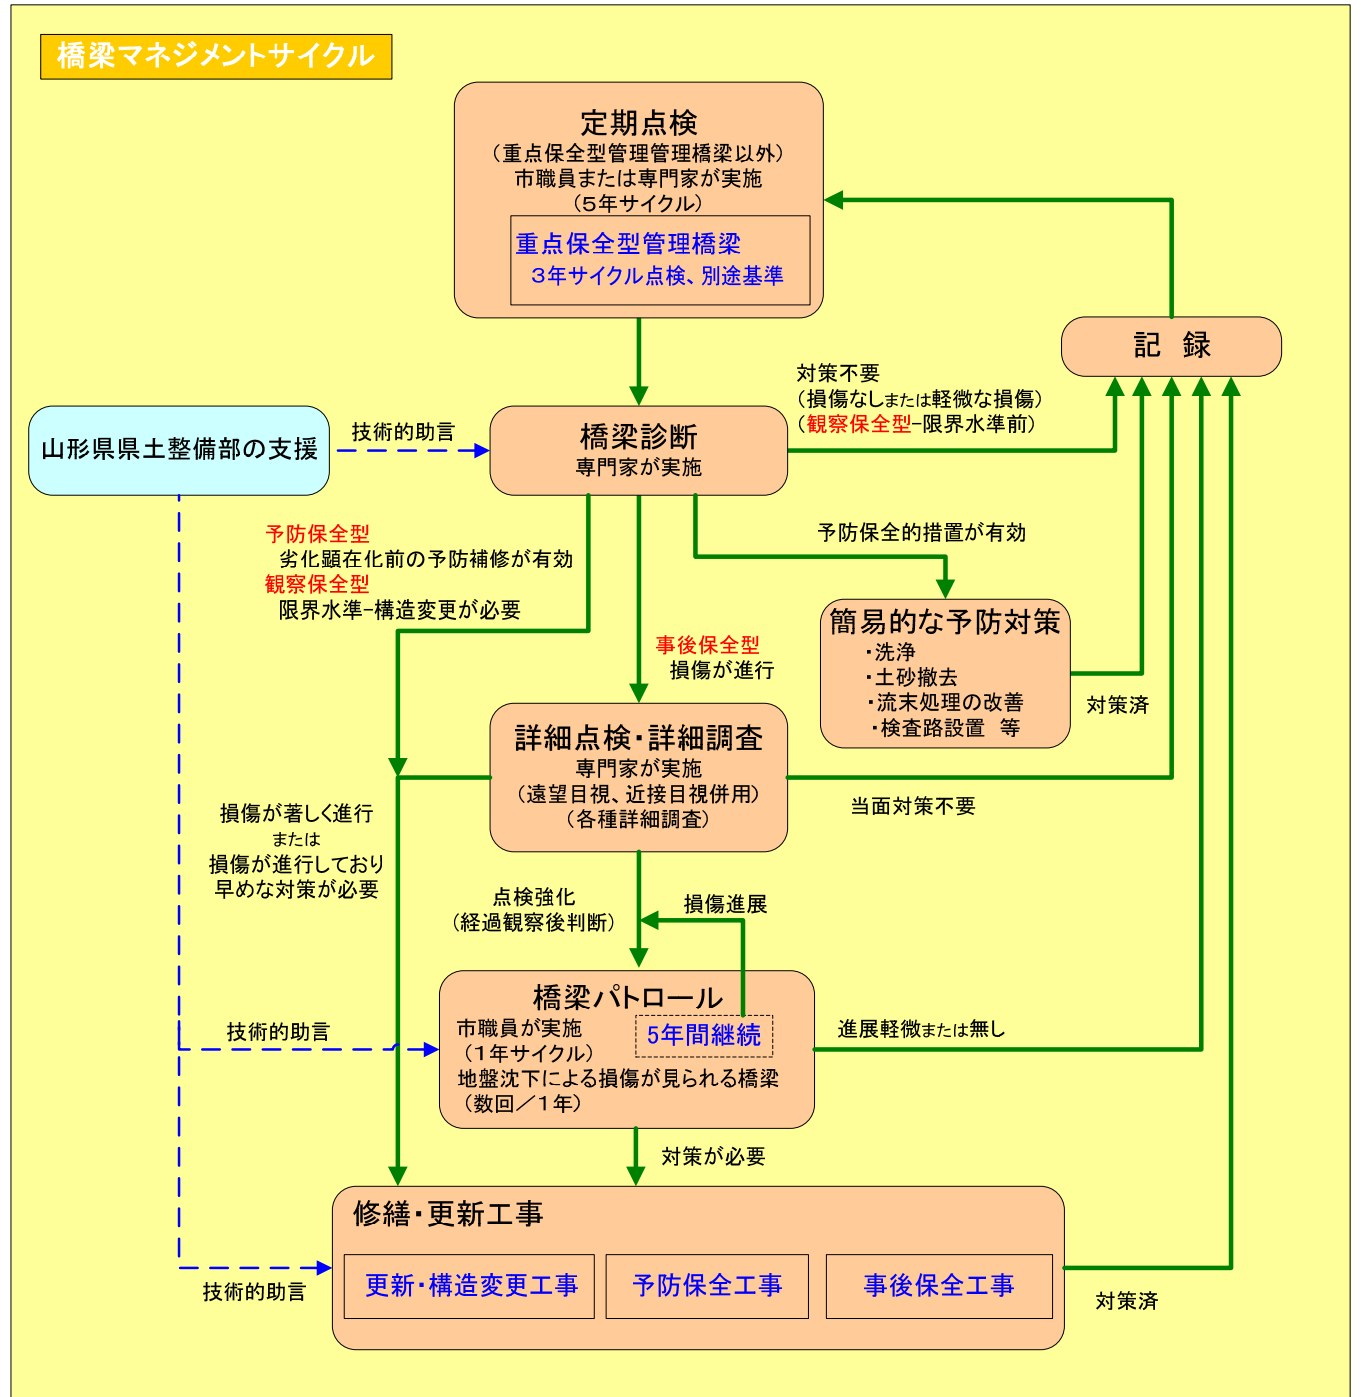 橋梁マネジメントサイクル
定期点検
（重点保全型管理管理橋梁以外）
市職員または専門家が実施
（５年サイクル）
重点保全型管理橋梁
３年サイクル点検、別途基準
記　録
対策不要
（損傷なしまたは軽微な損傷）
（観察保全型-限界水準前）
山形県県土整備部の支援
技術的助言
橋梁診断
専門家が実施
予防保全型
劣化顕在化前の予防補修が有効
観察保全型
限界水準-構造変更が必要
予防保全的措置が有効
簡易的な予防対策
・洗浄
・土砂撤去
・流末処理の改善
・検査路設置　等
対策済
事後保全型
損傷が進行
詳細点検・詳細調査
専門家が実施
（遠望目視、近接目視併用）
（各種詳細調査）
当面対策不要
損傷が著しく進行
または
損傷が進行しており
早めな対策が必要
点検強化
（経過観察後判断）
損傷進展
橋梁パトロール
市職員が実施
（１年サイクル）
5年間継続
地盤沈下による損傷が見られる橋梁
（数回／１年）
技術的助言
進展軽微または無し
対策が必要
修繕・更新工事
更新・構造変更工事
予防保全工事
事後保全工事
技術的助言
対策済